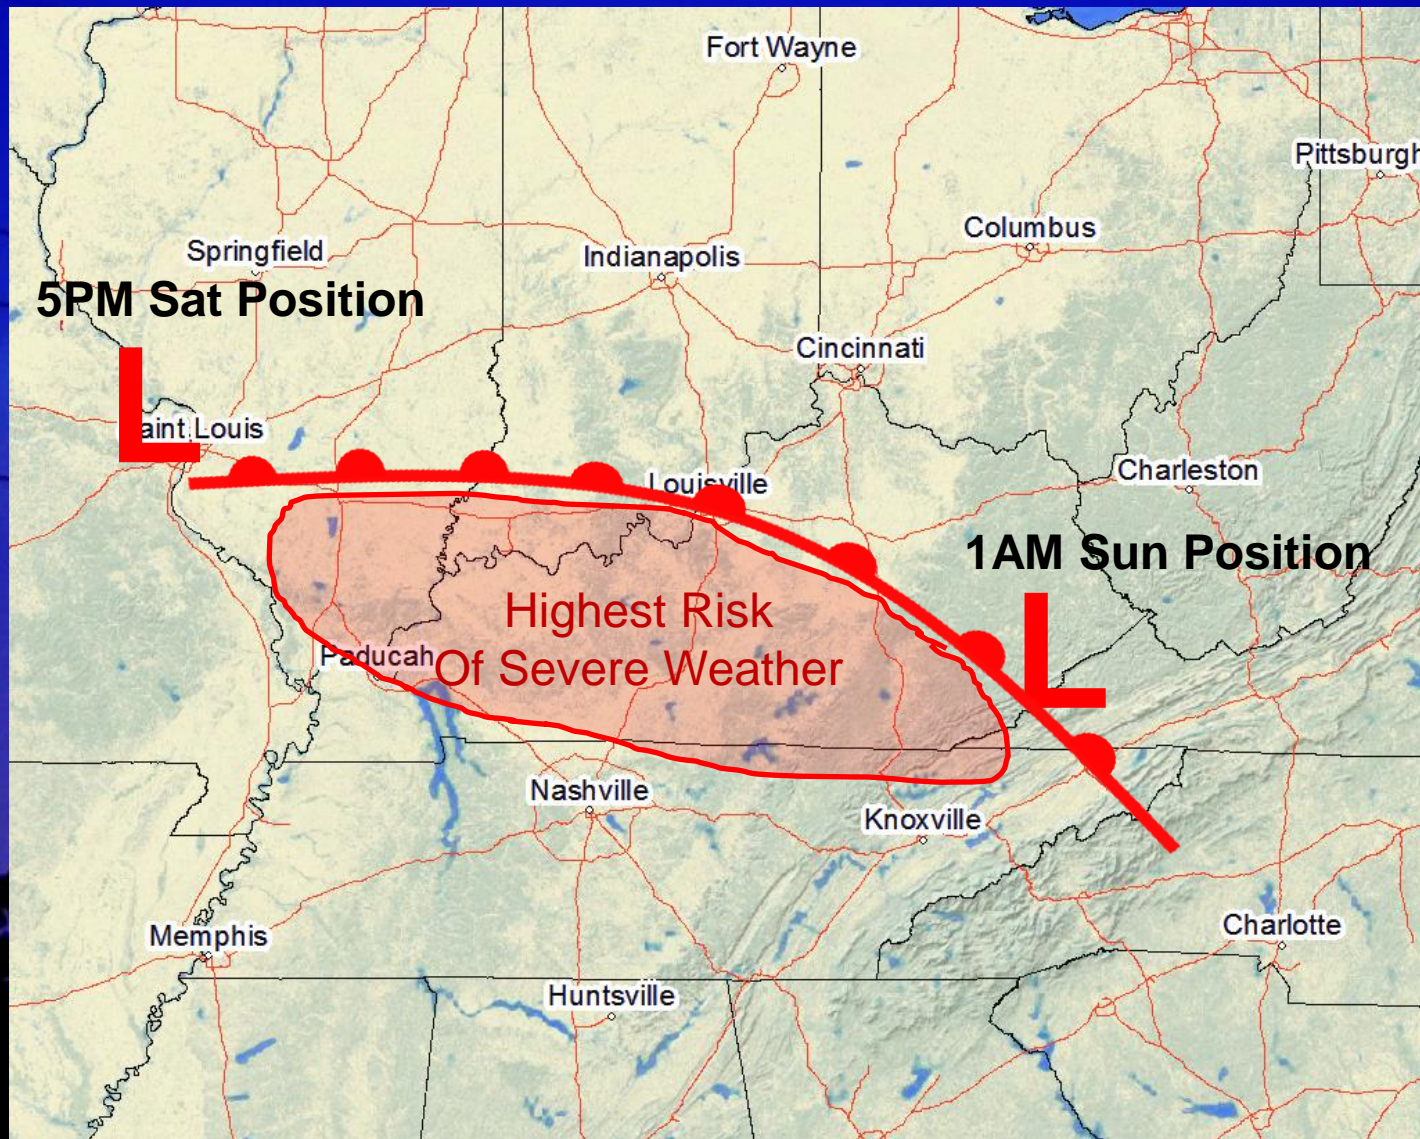 Fort Wayne
Pittsburgh
Columbus
Springfield
Indianapolis
5PM Sat Position
Cincinnati
L
aint Louis
Charleston
Louisville
1AM Sun Position
L
Highest Risk
Of Severe Weather
Paducah
Nashville
Knoxville
Charlotte
Memphis
Huntsville